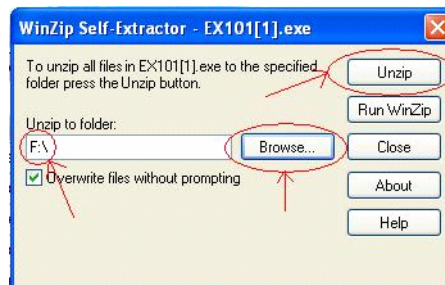 WinZip Self-Extractor - EX101[1].exe
To unzip all files in EX101[1].exe to the specified
folder press the Unzip button.
Unzip
Run WinZip
Unzip to folder:
F:\
Browse...
Close
Overwrite files without prompting
About
Help